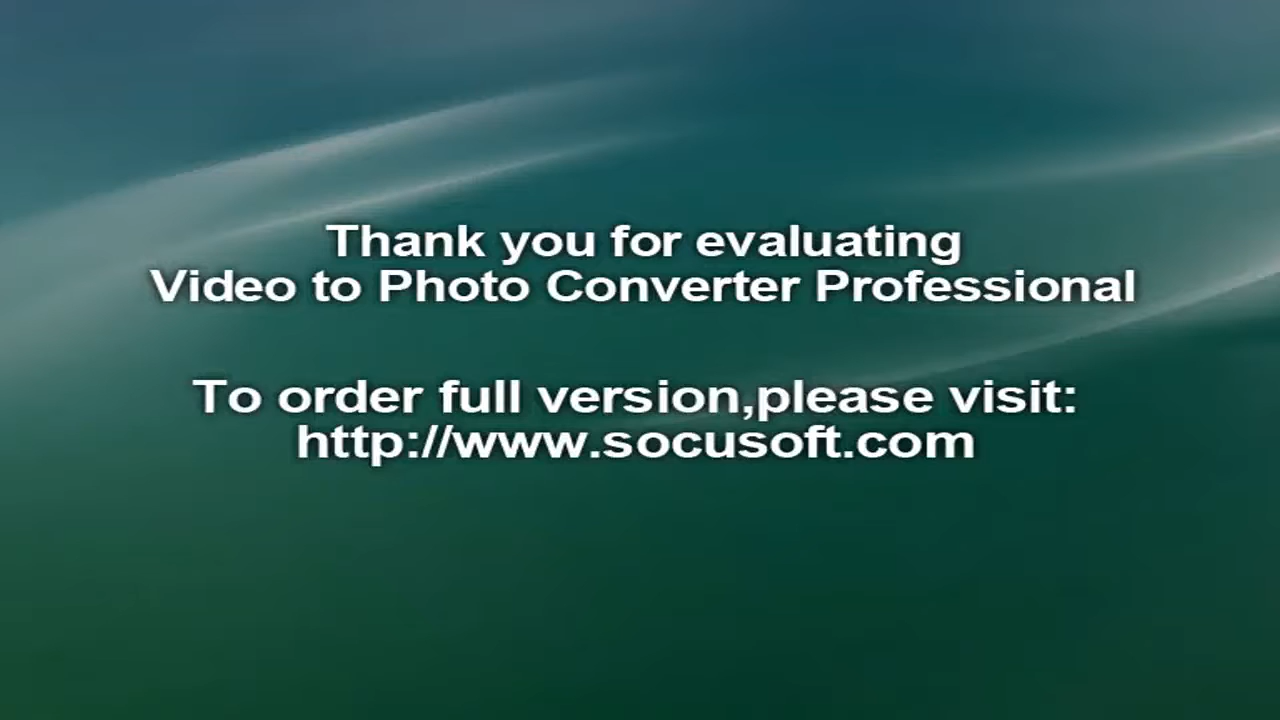 Thank you for evaluating
Video to Photo Converter Professional
To order full version,please visit:
http://www.socusoft.com